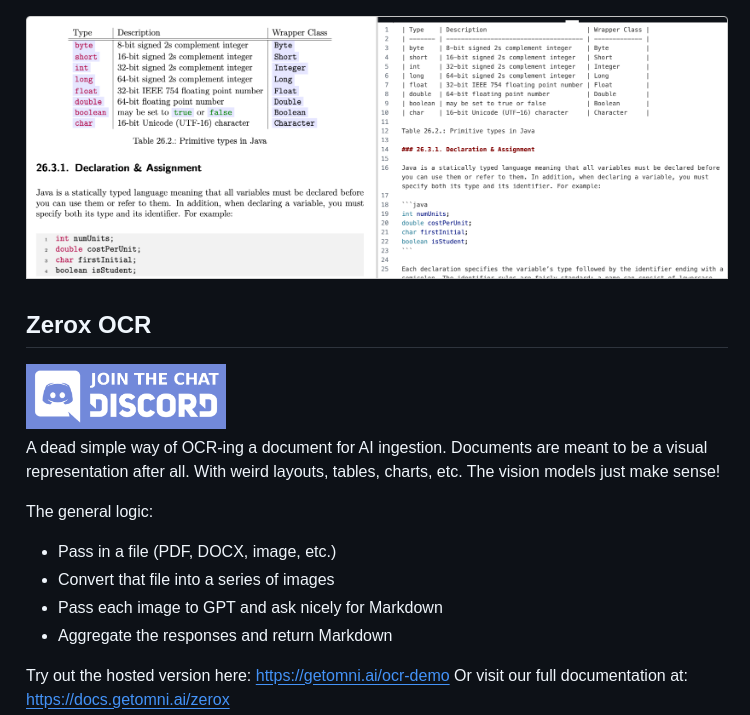 Type Description Wrapper Class
byte 8-bit signed 2s complement integer Byte
short 16-bit signed 2s complement integer Short
int 32-bit signed 2s complement integer Integer
long 64-bit signed 2s complement integer Long
float 32-bit IEEE 754 floating point number Float
double 64-bit floating point number Double
boolean may be set to true or false Boolean
char 16-bit Unicode (UTF-16) character Character
Table 26.2.: Primitive types in Java
26.3.1. Declaration & Assignment
Java is a statically typed language meaning that all variables must be declared before
you can use them or refer to them. In addition, when declaring a variable, you must
specify both its type and its identifier. For example:
1 int numUnits;
2 double costPerUnit;
3 char firstInitial;
4 boolean isStudent;
1 | Type | Description | Wrapper Class |
2 | ------- | ------------------------------------- | ------------- |
3 | byte | 8-bit signed 2s complement integer | Byte |
4 | short | 16-bit signed 2s complement integer | Short |
5 | int | 32-bit signed 2s complement integer | Integer |
6 | long | 64-bit signed 2s complement integer | Long |
7 | float | 32-bit IEEE 754 floating point number | Float |
8 | double | 64-bit floating point number | Double |
9 | boolean | may be set to true or false | Boolean |
10 | char | 16-bit Unicode (UTF-16) character | Character |
11
12 Table 26.2.: Primitive types in Java
13
14 ### 26.3.1. Declaration & Assignment
15
16 Java is a statically typed language meaning that all variables must be declared before
you can use them or refer to them. In addition, when declaring a variable, you must
specify both its type and its identifier. For example:
17
18 ```java
19 int numUnits;
20 double costPerUnit;
21 char firstInitial;
22 boolean isStudent;
23 ```
24
25 Each declaration specifies the variable's type followed by the identifier ending with a
semicolon. The identifier rules are fairly standard: a name can consist of lowercase
Zerox OCR
JOIN THE CHAT
DISCORD
A dead simple way of OCR-ing a document for AI ingestion. Documents are meant to be a visual
representation after all. With weird layouts, tables, charts, etc. The vision models just make sense!
The general logic:
• Pass in a file (PDF, DOCX, image, etc.)
• Convert that file into a series of images
• Pass each image to GPT and ask nicely for Markdown
• Aggregate the responses and return Markdown
Try out the hosted version here: https://getomni.ai/ocr-demo Or visit our full documentation at:
https://docs.getomni.ai/zerox